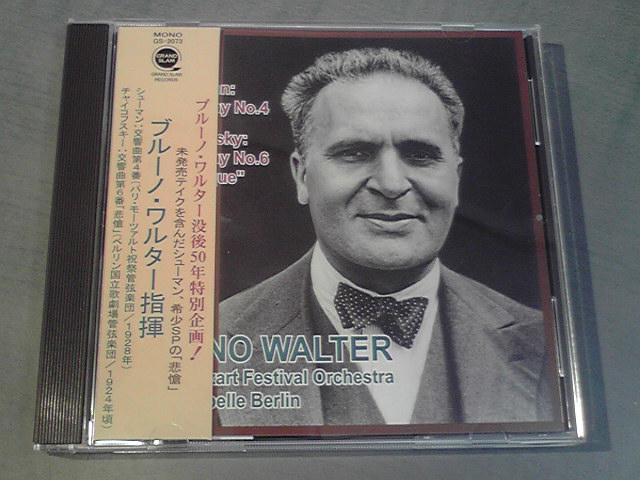 MONO
GS-2073
GRAND
SLAM
GRAND SLAM
RECORDS
ブルーノ・ワルター没後50年特別企画!
未発売テイクを含んだシューマン、希少SPの「悲愴」
ブルーノ・ワルター指揮
シューマン:交響曲第4番(パリ・モーツァルト祝祭管弦楽団/1928年)
チャイコフスキー:交響曲第6番「悲愴」(ベルリン国立歌劇場管弦楽団/1924年頃)
n:
y No.4
sky:
y No.6
ue"
NO WALTER
art Festival Orchestra
pelle Berlin